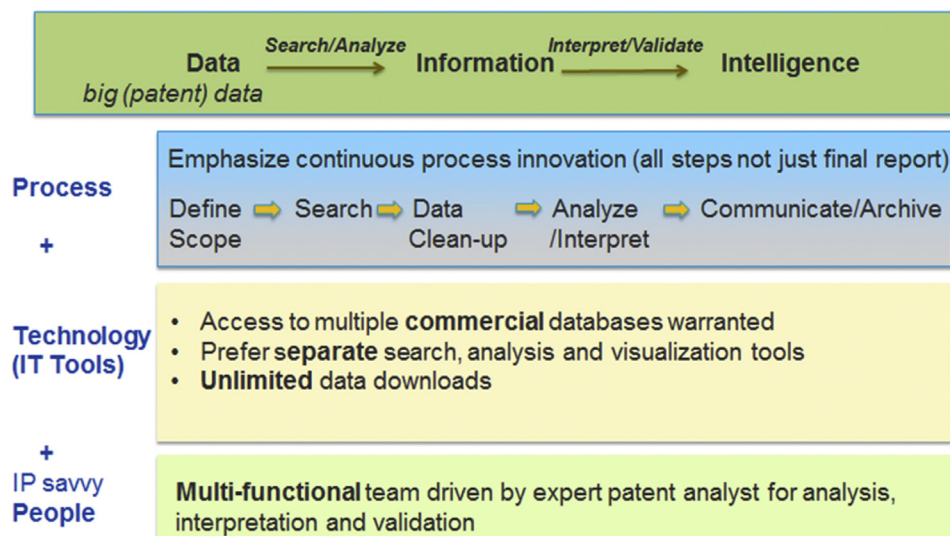 Search/Analyze Interpret/Validate
Data Information Intelligence
big (patent) data
Process
+
Emphasize continuous process innovation (all steps not just final report)
Define Search Data Analyze Communicate/Archive
Scope Clean-up /Interpret
Technology
(IT Tools)
• Access to multiple commercial databases warranted
• Prefer separate search, analysis and visualization tools
• Unlimited data downloads
+
IP savvy
People
Multi-functional team driven by expert patent analyst for analysis,
interpretation and validation